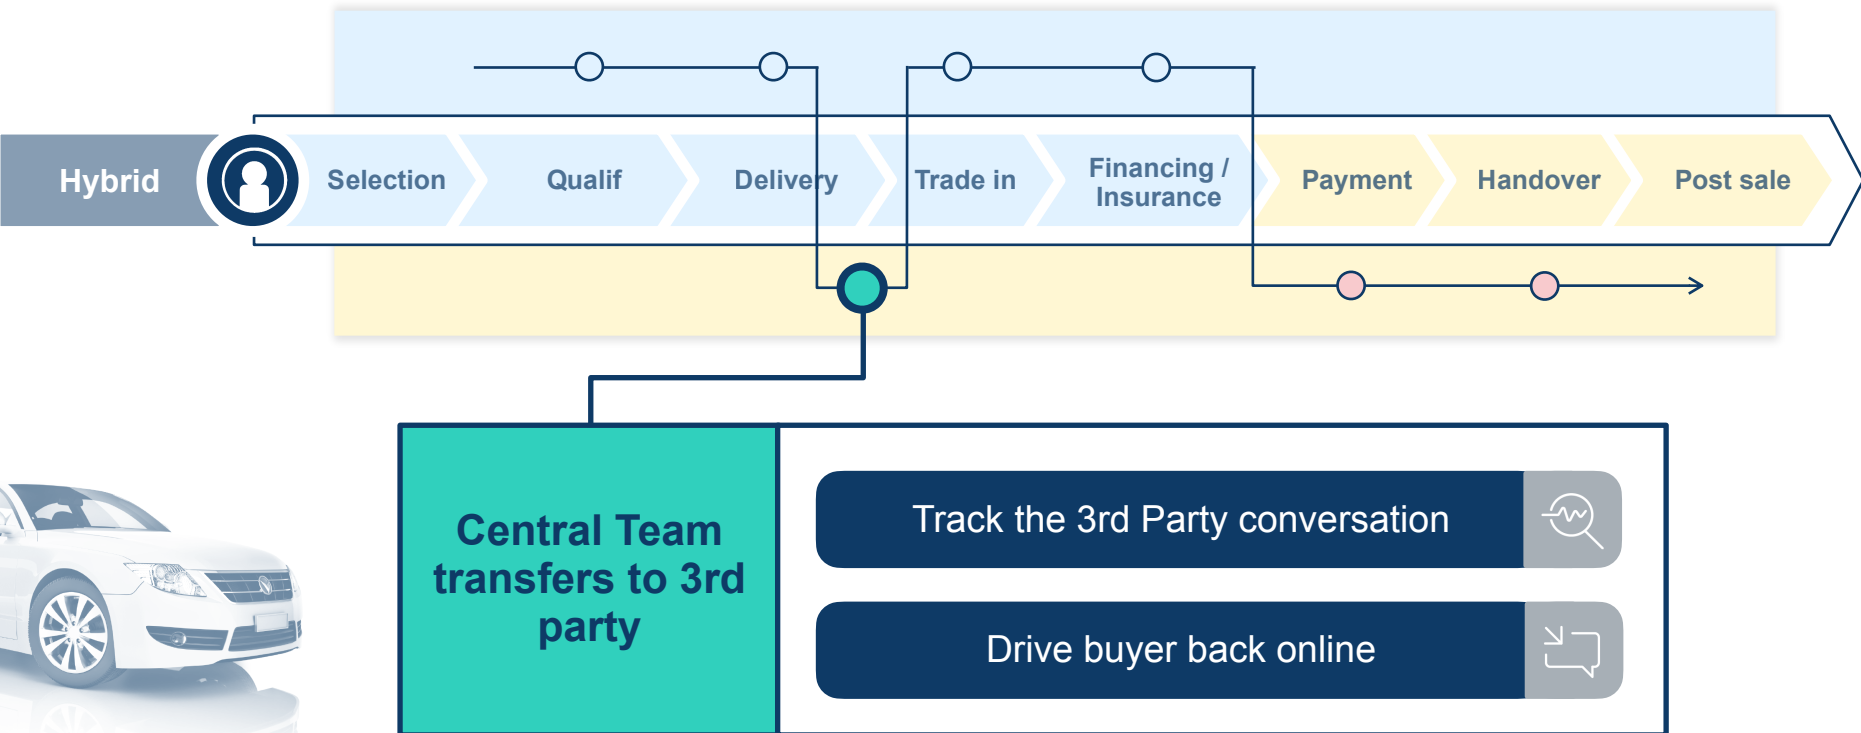 Hybrid
Selection
Qualif
Delivery
Trade in
Financing /
Insurance
Payment
Handover
Post sale
Central Team
transfers to 3rd
party
Track the 3rd Party conversation
Drive buyer back online